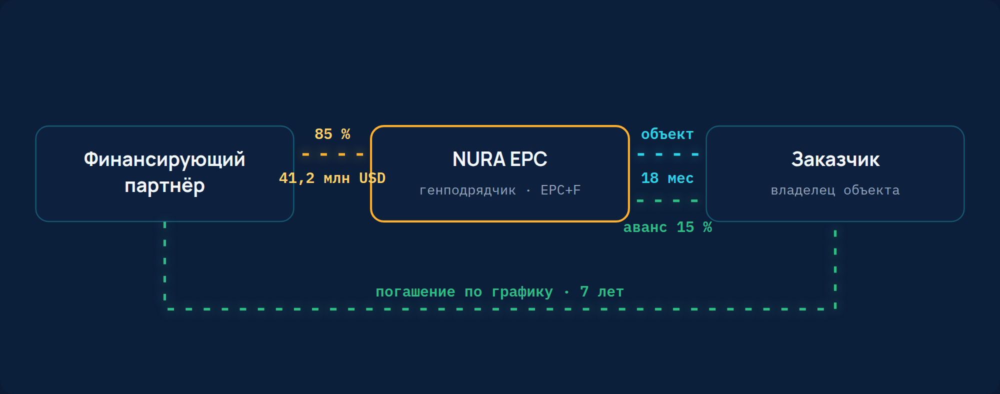 Финансирующий
партнёр
85 %
41,2 млн USD
NURA EPC
генподрядчик · EPC+F
объект
18 мес
аванс 15 %
Заказчик
владелец объекта
погашение по графику · 7 лет